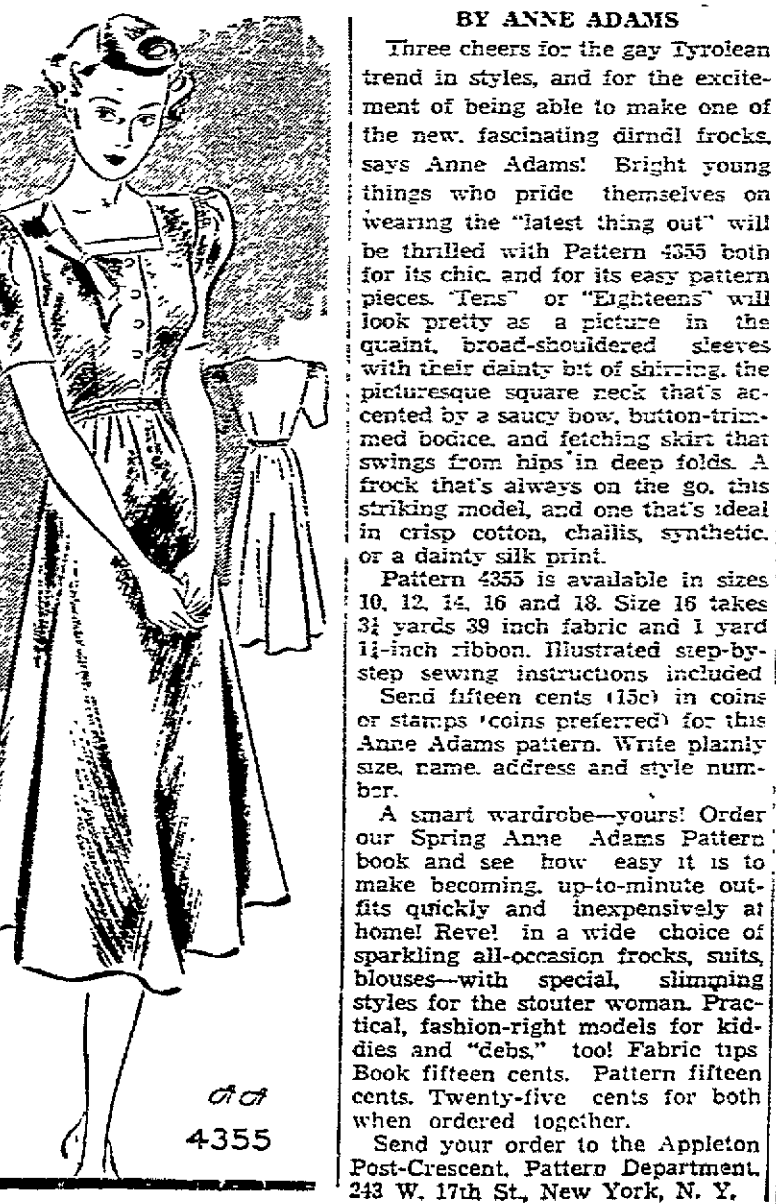 BY ANNE ADAMS
Three cheers for the gay Tyrolean
trend in styles, and for the excite-
ment of being able to make one of
the new, fascinating dirndl frocks,
says Anne Adams! Bright young
things who pride themselves on
wearing the "latest thing out" will
be thrilled with Pattern 4355 both
for its chic and for its easy pattern
pieces. "Tens" or "Eighteens" will
look pretty as a picture in the
quaint, broad-shouldered sleeves
with their dainty bit of shirring, the
picturesque square neck that's ac-
cented by a saucy bow, button-trim-
med bodice, and fetching skirt that
swings from hips in deep folds. A
frock that's always on the go, this
striking model, and one that's ideal
in crisp cotton, challis, synthetic,
or a dainty silk print.
Pattern 4355 is available in sizes
10, 12, 14, 16 and 18. Size 16 takes
yards 39 inch fabric and 1 yard
ribbon. Illustrated step-by-
step sewing instructions included
Send fifteen cents (15c) in coins
or stamps (coins preferred) for this
Anne Adams pattern. Write plainly
size, name, address and style num-
ber.
A smart wardrobe—yours! Order
our Spring Anne Adams Pattern
book and see how easy it is to
make becoming, up-to-minute out-
fits quickly and inexpensively at
home! Revel in a wide choice of
sparkling all-occasion frocks, suits,
blouses—with special, slimming
styles for the stouter woman. Prac-
tical, fashion-right models for kid-
dies and "debs," too! Fabric tips
Book fifteen cents. Pattern fifteen
cents. Twenty-five cents for both
when ordered together.
Send your order to the Appleton
Post-Crescent, Pattern Department,
243 W. 17th St., New York, N. Y.
AA
4355